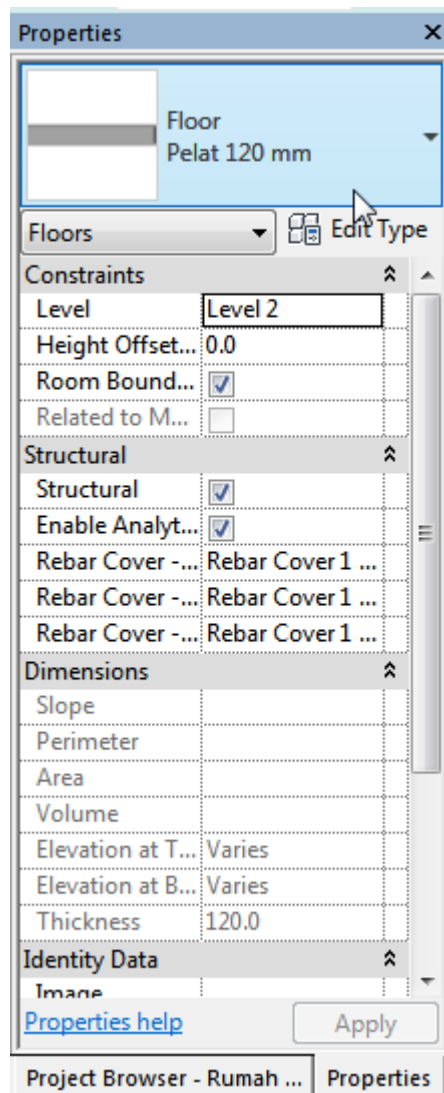 Properties
Floor
Pelat 120 mm
Floors Edit Type
Constraints
Level Level 2
Height Offset... 0.0
Room Bound...
Related to M...
Structural
Structural
Enable Analyt...
Rebar Cover -... Rebar Cover 1 ...
Rebar Cover -... Rebar Cover 1 ...
Rebar Cover -... Rebar Cover 1 ...
Dimensions
Slope
Perimeter
Area
Volume
Elevation at T... Varies
Elevation at B... Varies
Thickness 120.0
Identity Data
Image
Properties help Apply
Project Browser - Rumah ... Properties